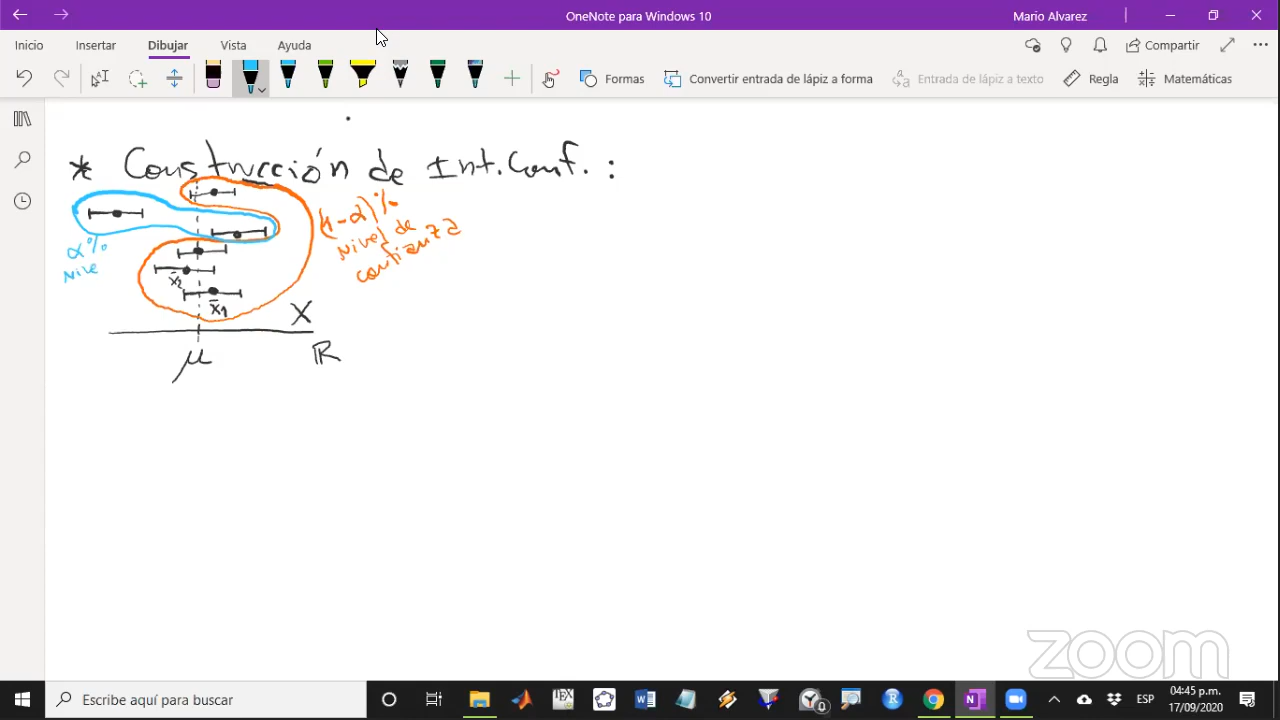 OneNote para Windows 10
Mario Alvarez
Inicio
Insertar
Dibujar
Vista
Ayuda
Compartir
Formas
Convertir entrada de lápiz a forma
Entrada de lápiz a texto
Regla
Matemáticas
* Construcción de Int. Conf. :
(1-α)%
Nivel de
confianza
α%
Nive
x̄2
x̄1
X
μ
ℝ
zoom
Escribe aquí para buscar
ESP
04:45 p.m.
17/09/2020